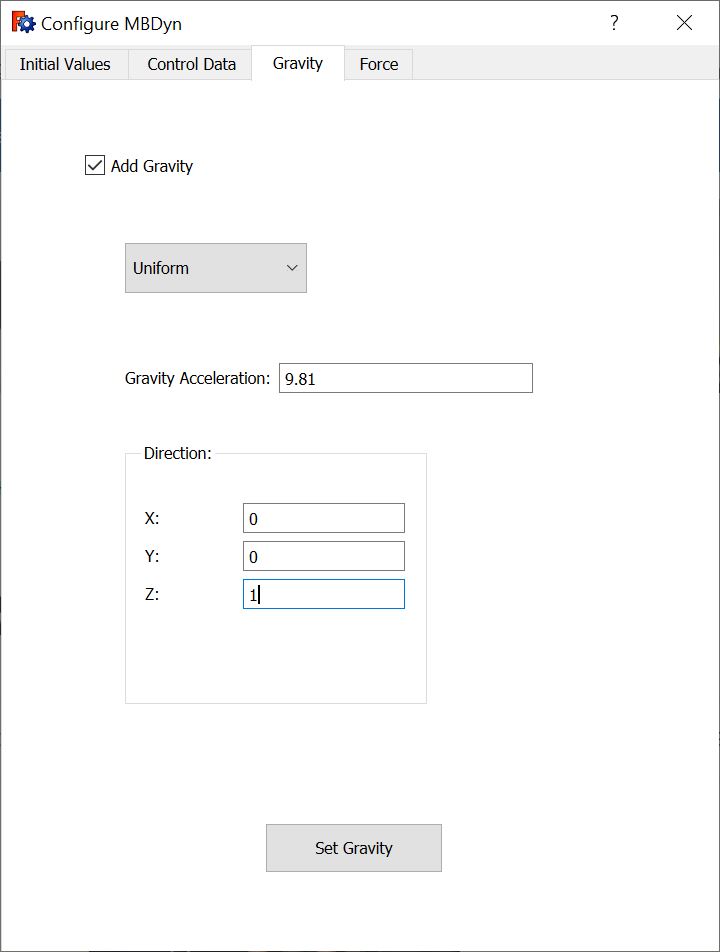 Configure MBDyn
?
Initial Values Control Data Gravity Force
Add Gravity
Uniform
Gravity Acceleration: 9.81
Direction:
X: 0
Y: 0
Z: 1
Set Gravity